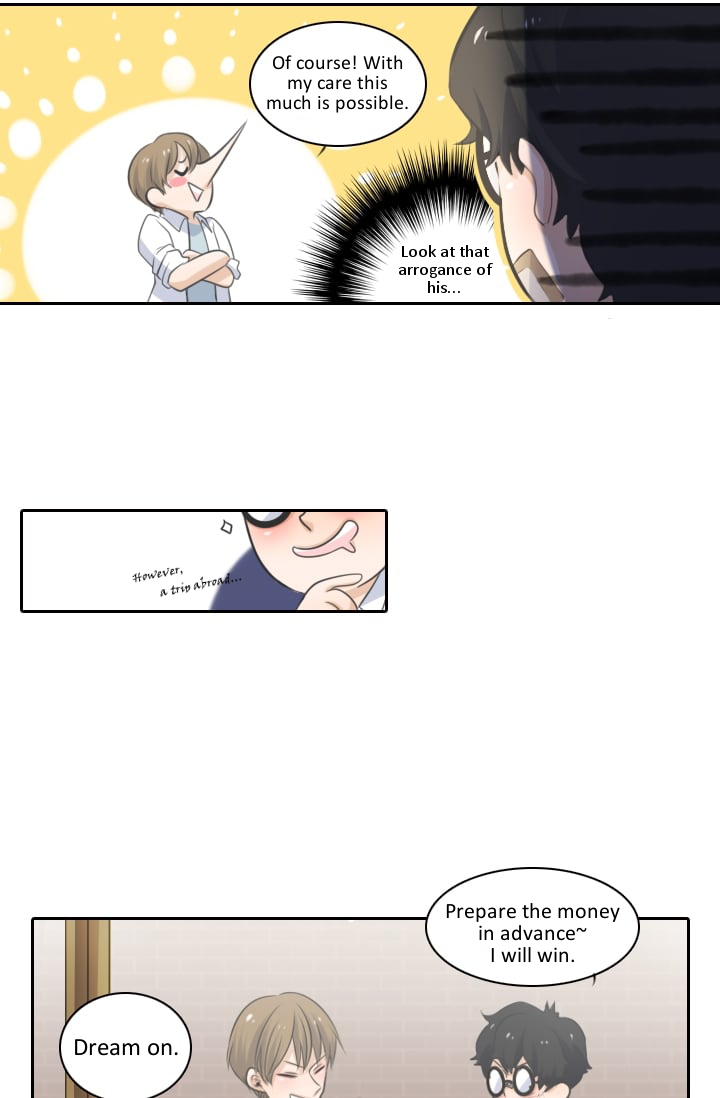 Of course! With
my care this
much is possible.
Look at that
arrogance of
his...
However,
a trip abroad...
Prepare the money
in advance~
I will win.
Dream on.